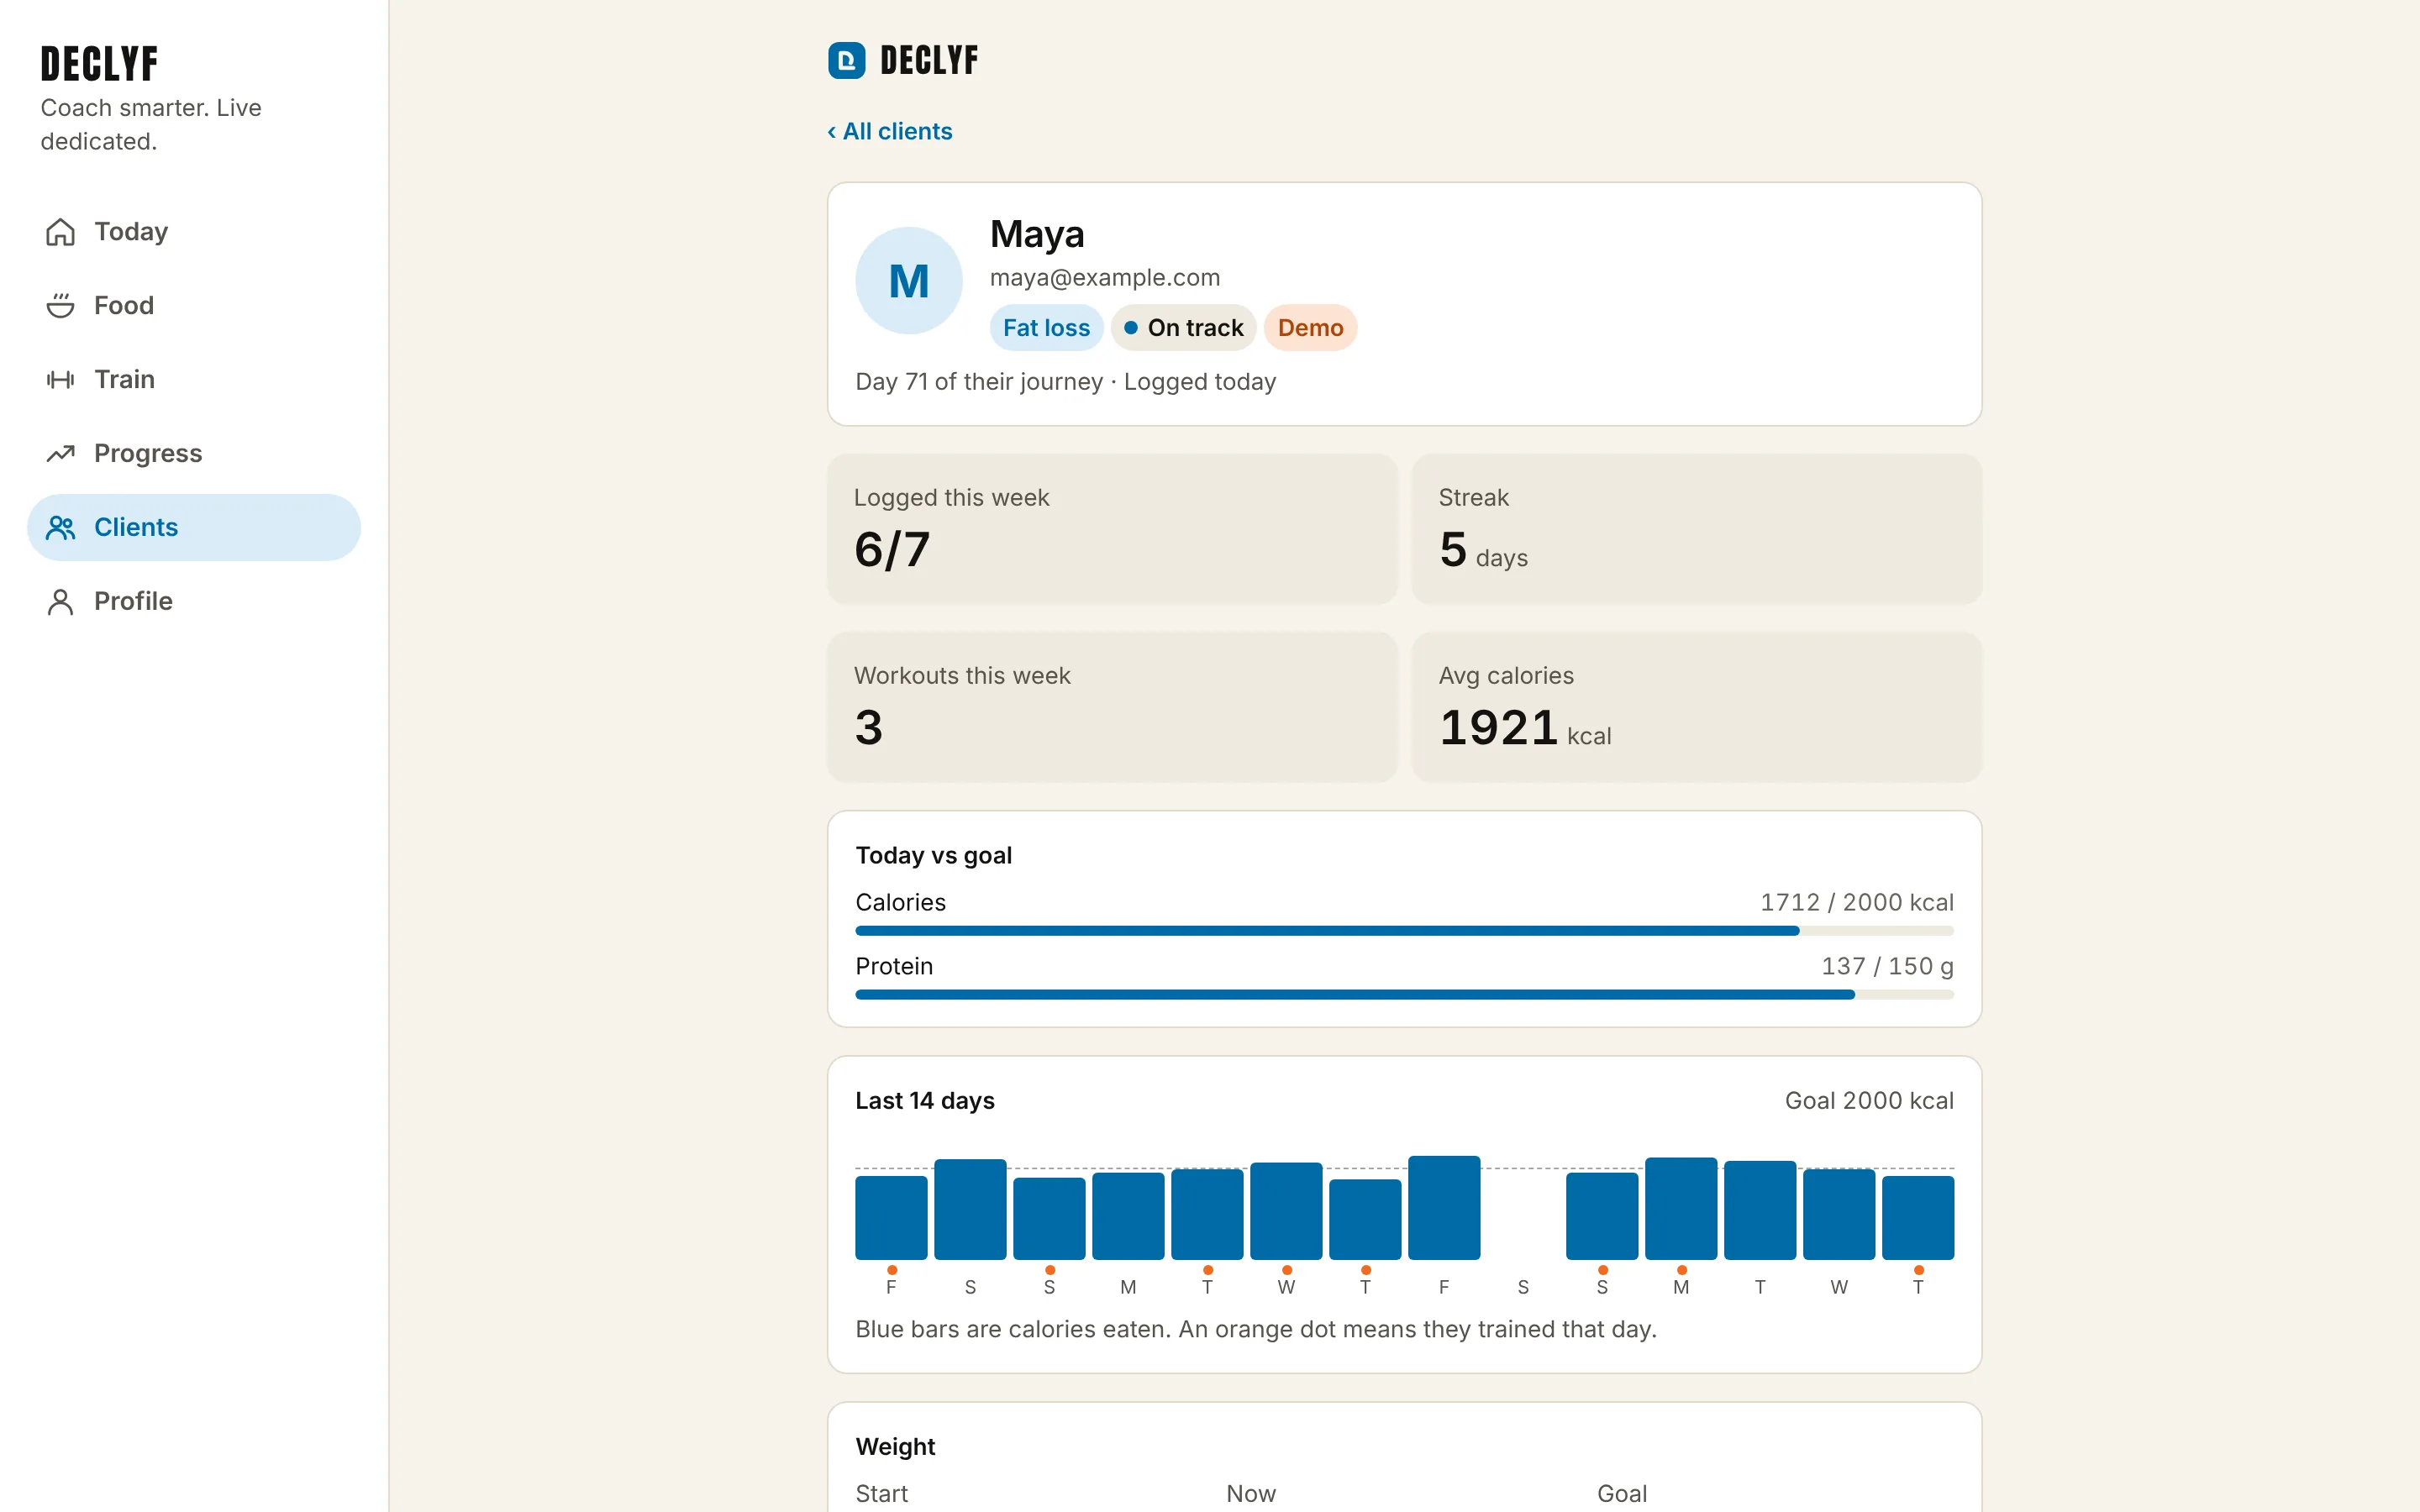 DECLYF
Coach smarter. Live
dedicated.
Today
Food
Train
Progress
Clients
Profile
DECLYF
‹ All clients
M
Maya
maya@example.com
Fat loss
On track
Demo
Day 71 of their journey · Logged today
Logged this week
6/7
Streak
5 days
Workouts this week
3
Avg calories
1921 kcal
Today vs goal
Calories
1712 / 2000 kcal
Protein
137 / 150 g
Last 14 days
Goal 2000 kcal
F S S M T W T F S S M T W T
Blue bars are calories eaten. An orange dot means they trained that day.
Weight
Start
Now
Goal